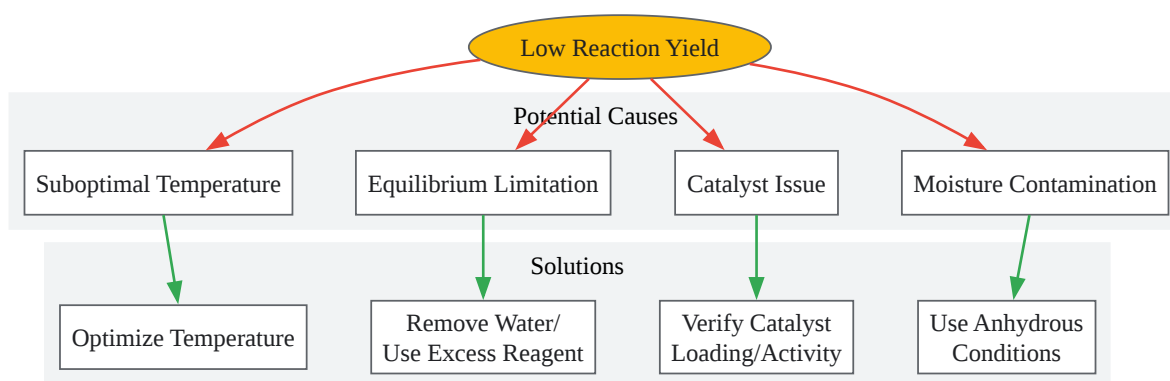 Low Reaction Yield
Potential Causes
Suboptimal Temperature
Equilibrium Limitation
Catalyst Issue
Moisture Contamination
Solutions
Optimize Temperature
Remove Water/
Use Excess Reagent
Verify Catalyst
Loading/Activity
Use Anhydrous
Conditions